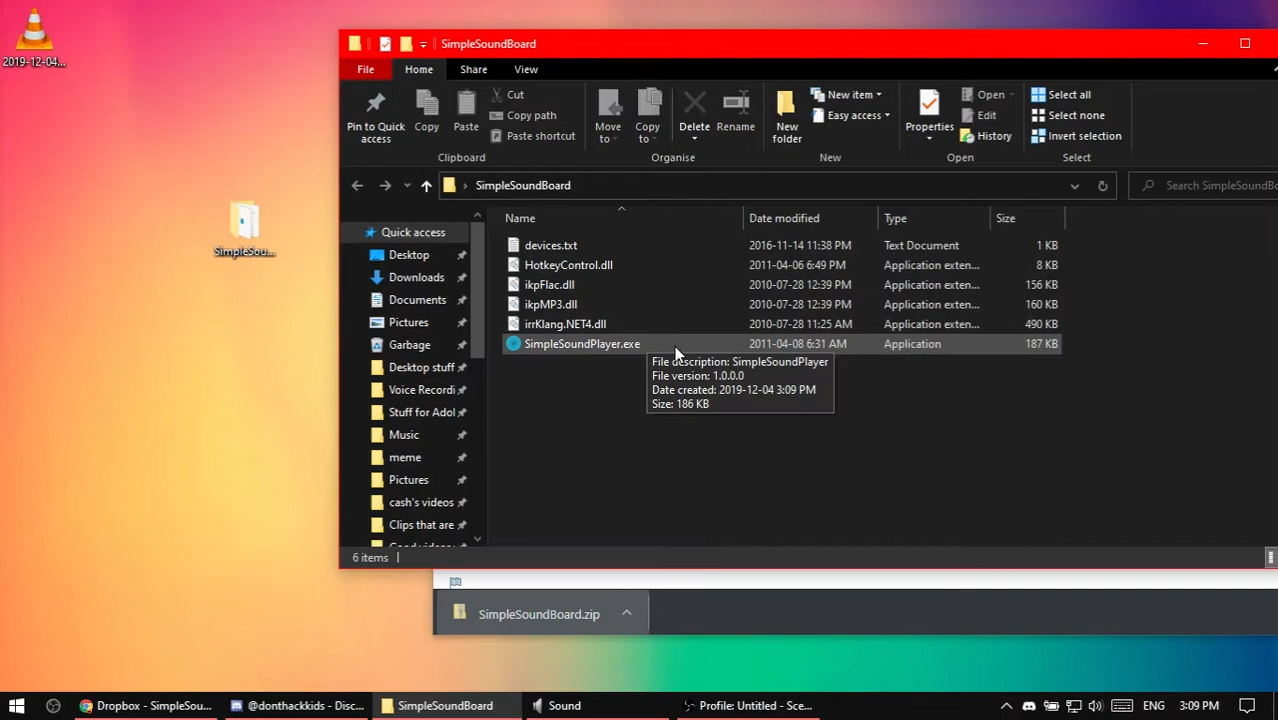 2019-12-04...
SimpleSou...
SimpleSoundBoard
File Home Share View
Pin to Quick access
Copy
Paste
Cut
Copy path
Paste shortcut
Clipboard
Move to
Copy to
Delete
Rename
Organise
New folder
New item
Easy access
New
Properties
Open
Edit
History
Open
Select all
Select none
Invert selection
Select
SimpleSoundBoard
Search SimpleSoundBo
Quick access
Desktop
Downloads
Documents
Pictures
Garbage
Desktop stuff
Voice Recordi
Stuff for Adol
Music
meme
Pictures
cash's videos
Clips that are
Name Date modified Type Size
devices.txt 2016-11-14 11:38 PM Text Document 1 KB
HotkeyControl.dll 2011-04-06 6:49 PM Application exten... 8 KB
ikpFlac.dll 2010-07-28 12:39 PM Application exten... 156 KB
ikpMP3.dll 2010-07-28 12:39 PM Application exten... 160 KB
irrKlang.NET4.dll 2010-07-28 11:25 AM Application exten... 490 KB
SimpleSoundPlayer.exe 2011-04-08 6:31 AM Application 187 KB
File description: SimpleSoundPlayer
File version: 1.0.0.0
Date created: 2019-12-04 3:09 PM
Size: 186 KB
6 items
SimpleSoundBoard.zip
Dropbox - SimpleSou... @donthackkids - Disc... SimpleSoundBoard Sound Profile: Untitled - Sce... ENG 3:09 PM